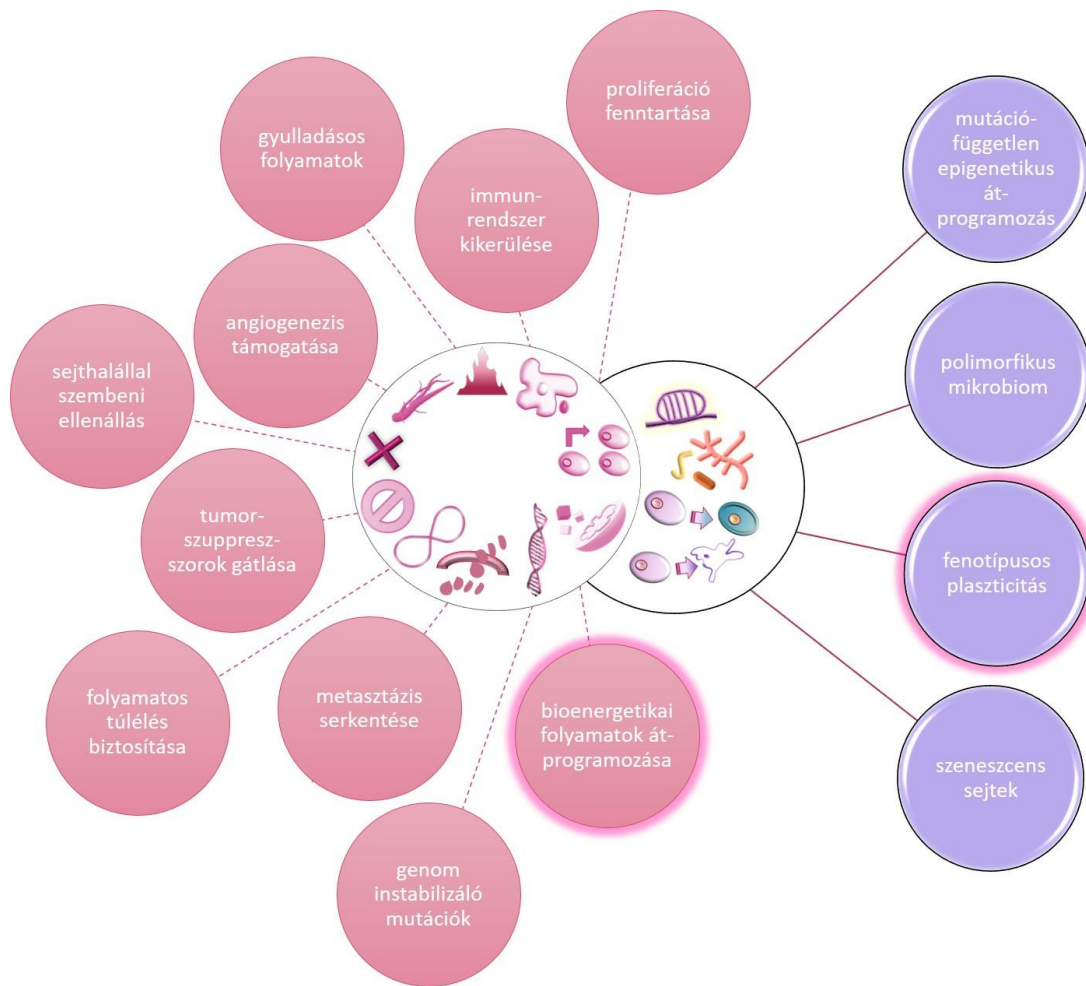 proliferáció
fenntartása
gyulladásos
folyamatok
immun-
rendszer
kikerülése
angiogenezis
támogatása
sejthalállal
szembeni
ellenállás
tumor-
szuppresz-
szorok gátlása
folyamatos
túlélés
biztosítása
metasztázis
serkentése
genom
instabilizáló
mutációk
bioenergetikai
folyamatok át-
programozása
mutáció-
független
epigenetikus
át-
programozás
polimorfikus
mikrobiom
fenotípusos
plaszticitás
szeneszcens
sejtek